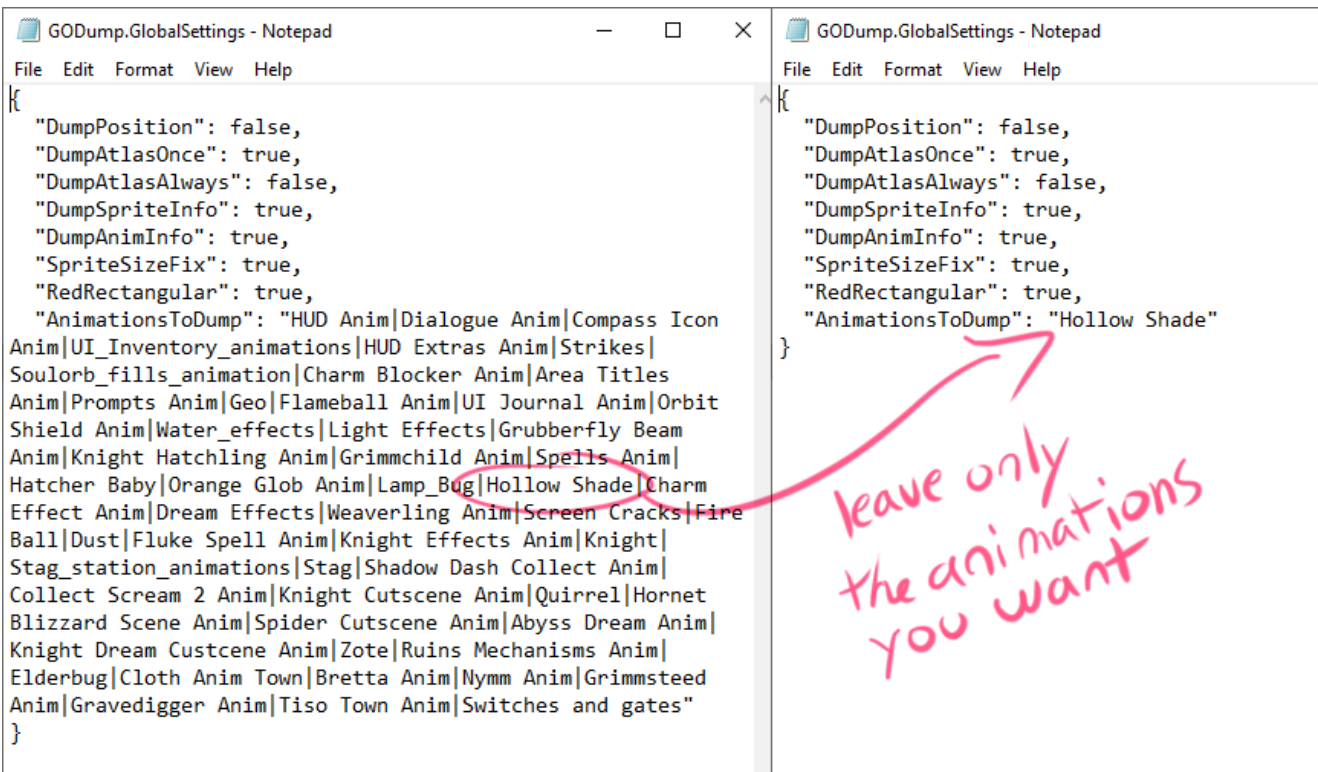 GODump.GlobalSettings - Notepad
File Edit Format View Help
{
"DumpPosition": false,
"DumpAtlasOnce": true,
"DumpAtlasAlways": false,
"DumpSpriteInfo": true,
"DumpAnimInfo": true,
"SpriteSizeFix": true,
"RedRectangular": true,
"AnimationsToDump": "HUD Anim|Dialogue Anim|Compass Icon
Anim|UI_Inventory_animations|HUD Extras Anim|Strikes|
Soulorb_fills_animation|Charm Blocker Anim|Area Titles
Anim|Prompts Anim|Geo|Flameball Anim|UI Journal Anim|Orbit
Shield Anim|Water_effects|Light Effects|Grubberfly Beam
Anim|Knight Hatchling Anim|Grimmchild Anim|Spells Anim|
Hatcher Baby|Orange Glob Anim|Lamp_Bug|Hollow Shade|Charm
Effect Anim|Dream Effects|Weaverling Anim|Screen Cracks|Fire
Ball|Dust|Fluke Spell Anim|Knight Effects Anim|Knight|
Stag_station_animations|Stag|Shadow Dash Collect Anim|
Collect Scream 2 Anim|Knight Cutscene Anim|Quirrel|Hornet
Blizzard Scene Anim|Spider Cutscene Anim|Abyss Dream Anim|
Knight Dream Custcene Anim|Zote|Ruins Mechanisms Anim|
Elderbug|Cloth Anim Town|Bretta Anim|Nymm Anim|Grimmsteed
Anim|Gravedigger Anim|Tiso Town Anim|Switches and gates"
}
GODump.GlobalSettings - Notepad
File Edit Format View Help
{
"DumpPosition": false,
"DumpAtlasOnce": true,
"DumpAtlasAlways": false,
"DumpSpriteInfo": true,
"DumpAnimInfo": true,
"SpriteSizeFix": true,
"RedRectangular": true,
"AnimationsToDump": "Hollow Shade"
}
leave only
the animations
you want